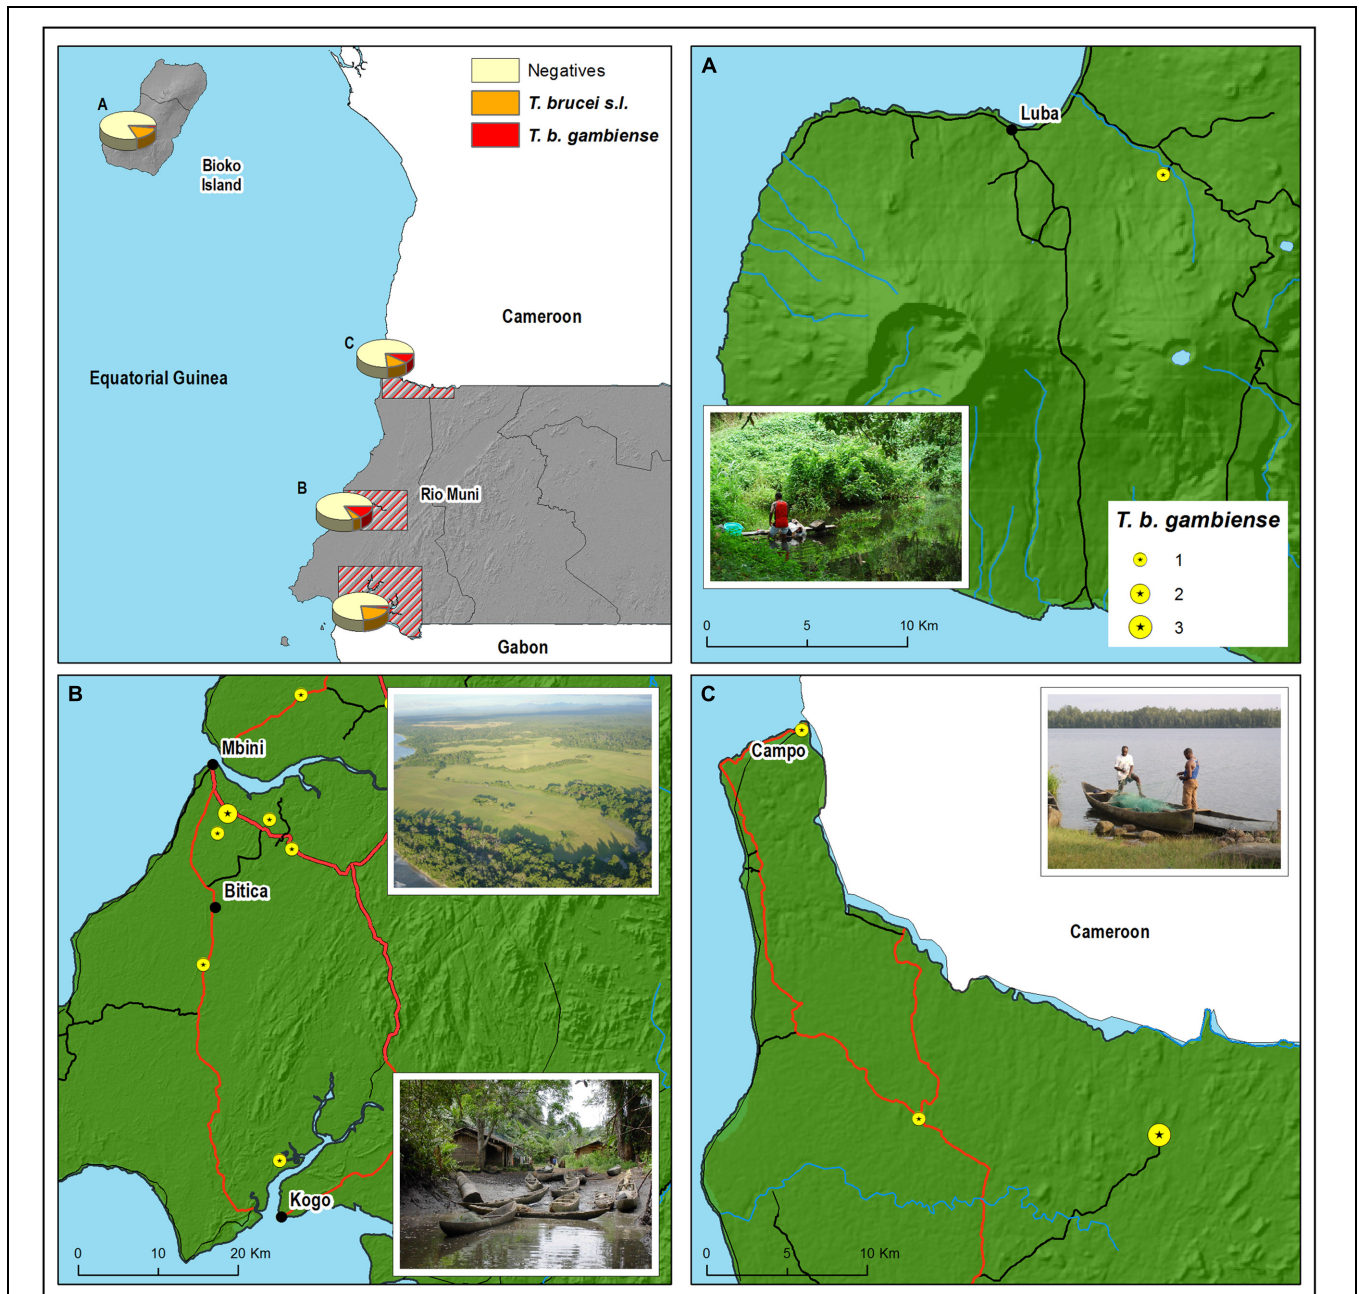 Negatives
T. brucei s.l.
T. b. gambiense
A
Bioko
Island
Cameroon
C
Equatorial Guinea
B
Rio Muni
Gabon
A
Luba
T. b. gambiense
1
2
3
0 5 10 Km
B
Mbini
Bitica
Kogo
0 10 20 Km
C
Campo
Cameroon
0 5 10 Km